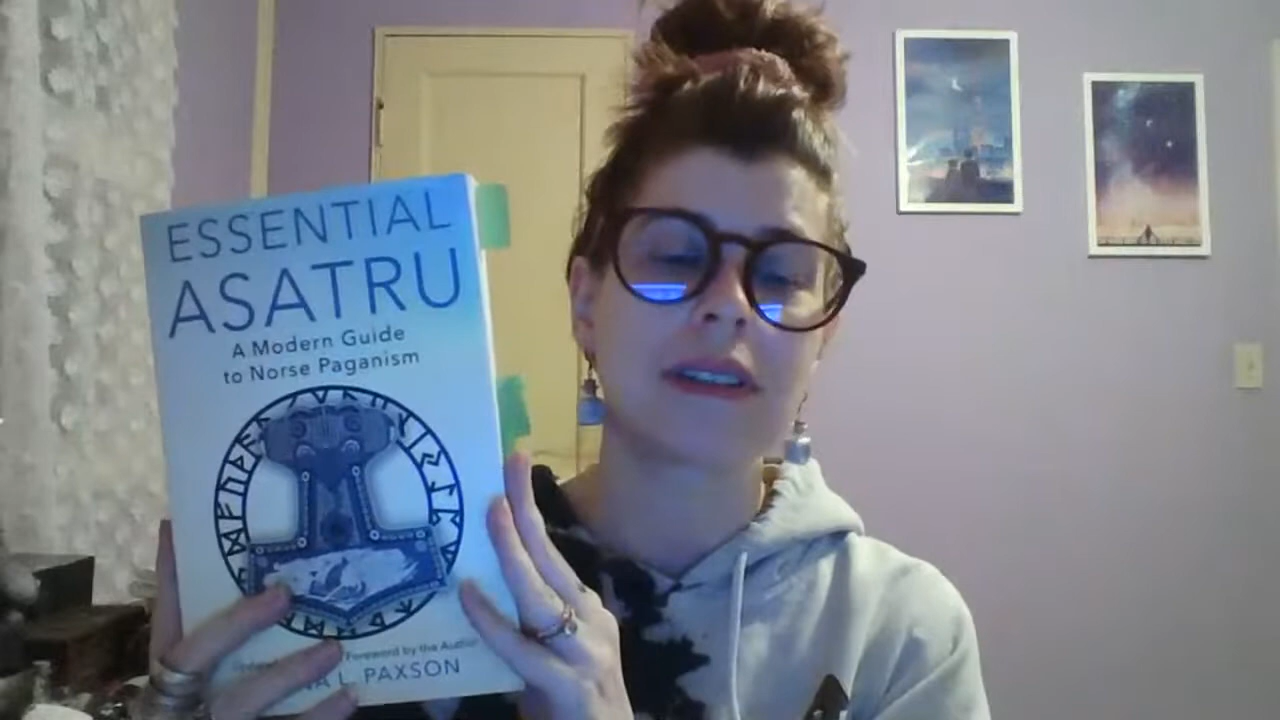 ESSENTIAL
ASATRU
A Modern Guide
to Norse Paganism
Foreword by the Author
L. PAXSON